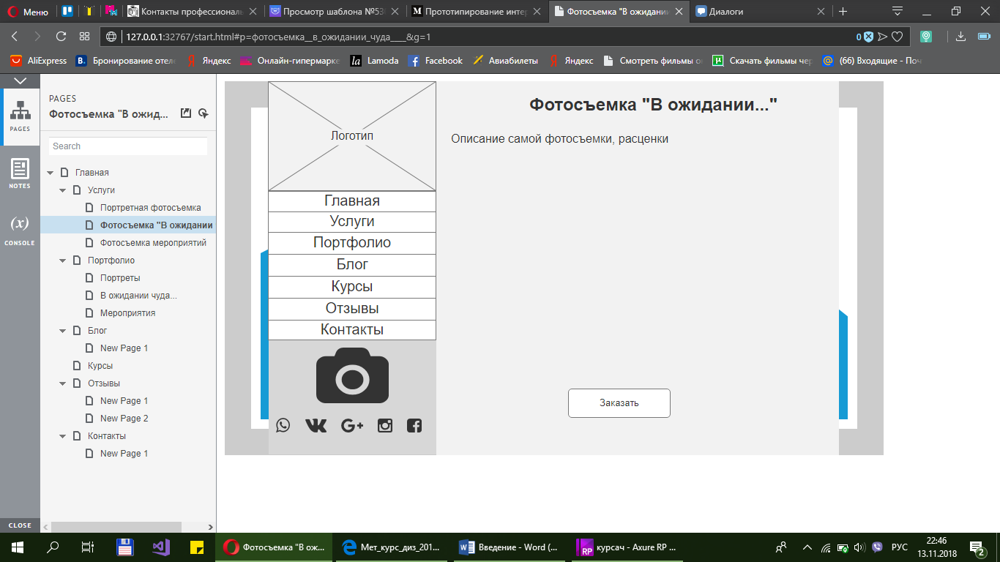 Меню
Контакты профессиональ
Просмотр шаблона №53
Прототипирование интер
Фотосъемка "В ожидании
Диалоги
127.0.0.1:32767/start.html#p=фотосъемка__в_ожидании_чуда____&g=1
0
AliExpress
Бронирование отеле
Яндекс
Онлайн-гипермарке
Lamoda
Facebook
Авиабилеты
Яндекс
Смотреть фильмы о
Скачать фильмы чер
(66) Входящие - Поч
PAGES
Фотосъемка "В ожид...
PAGES
NOTES
(x)
CONSOLE
CLOSE
Search
Главная
Услуги
Портретная фотосъемка
Фотосъемка "В ожидании
Фотосъемка мероприятий
Портфолио
Портреты
В ожидании чуда...
Мероприятия
Блог
New Page 1
Курсы
Отзывы
New Page 1
New Page 2
Контакты
New Page 1
Логотип
Главная
Услуги
Портфолио
Блог
Курсы
Отзывы
Контакты
Фотосъемка "В ожидании..."
Описание самой фотосъемки, расценки
Заказать
Фотосъемка "В ож...
Мет_курс_диз_201...
Введение - Word (...
курсач - Axure RP ...
РУС
22:46
13.11.2018
2